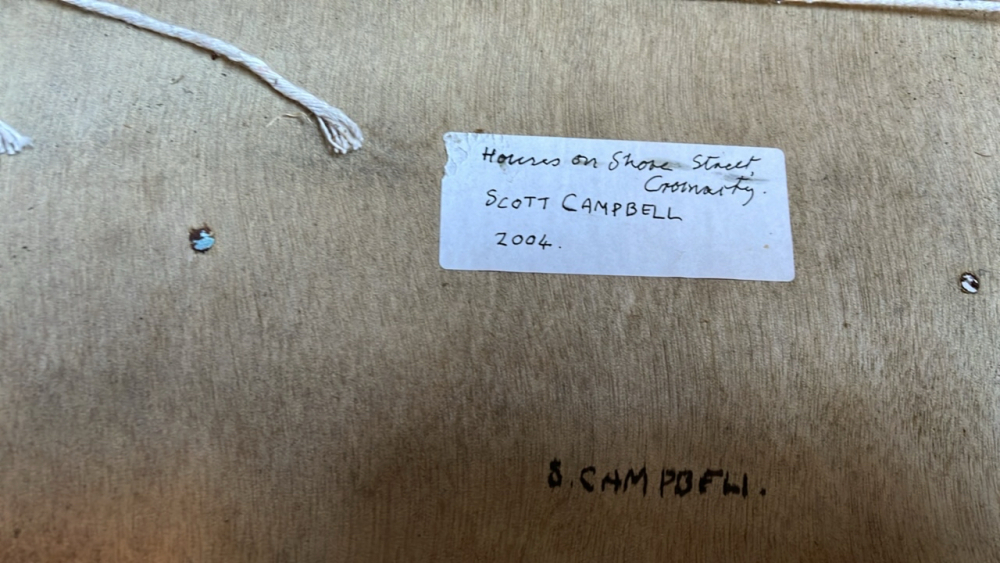 Houses on Shore Street,
Cromarty.
SCOTT CAMPBELL
2004.
S. CAMPBELL.